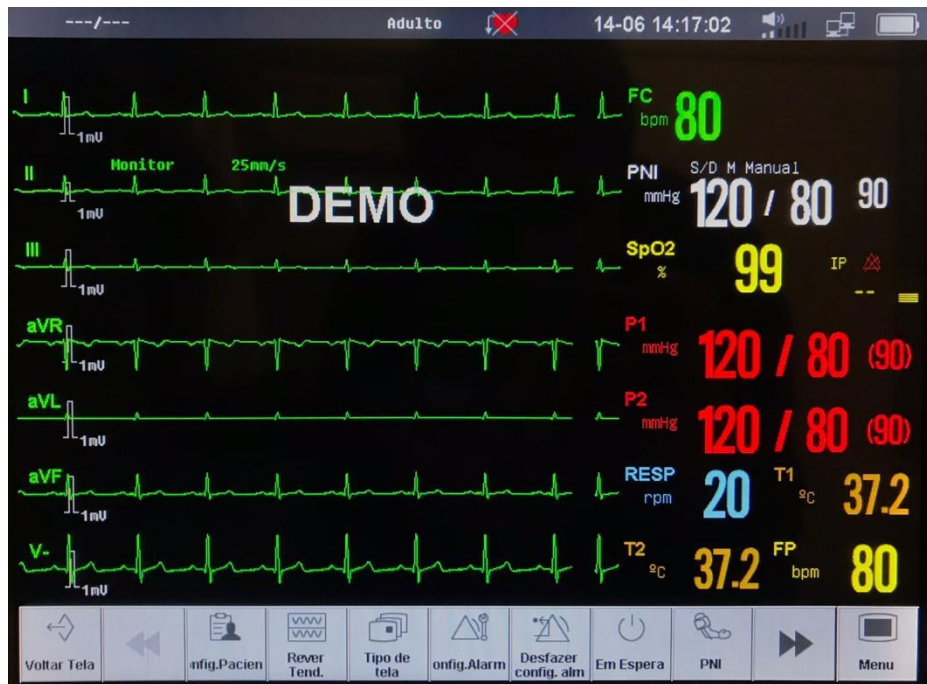 ---/---
Adulto
14-06 14:17:02
I
1mV
FC
bpm
80
II
Monitor 25mm/s
1mV
DEMO
PNI
mmHg
S/D M Manual
120 / 80 90
III
1mV
SpO2
%
99
IP
--
aVR
1mV
P1
mmHg
120 / 80 (90)
aVL
1mV
P2
mmHg
120 / 80 (90)
aVF
1mV
RESP
rpm
20
T1
ºC
37.2
V-
1mV
T2
ºC
37.2
FP
bpm
80
Voltar Tela
nfig.Pacien
Rever
Tend.
Tipo de
tela
onfig.Alarm
Desfazer
config. alm
Em Espera
PNI
Menu